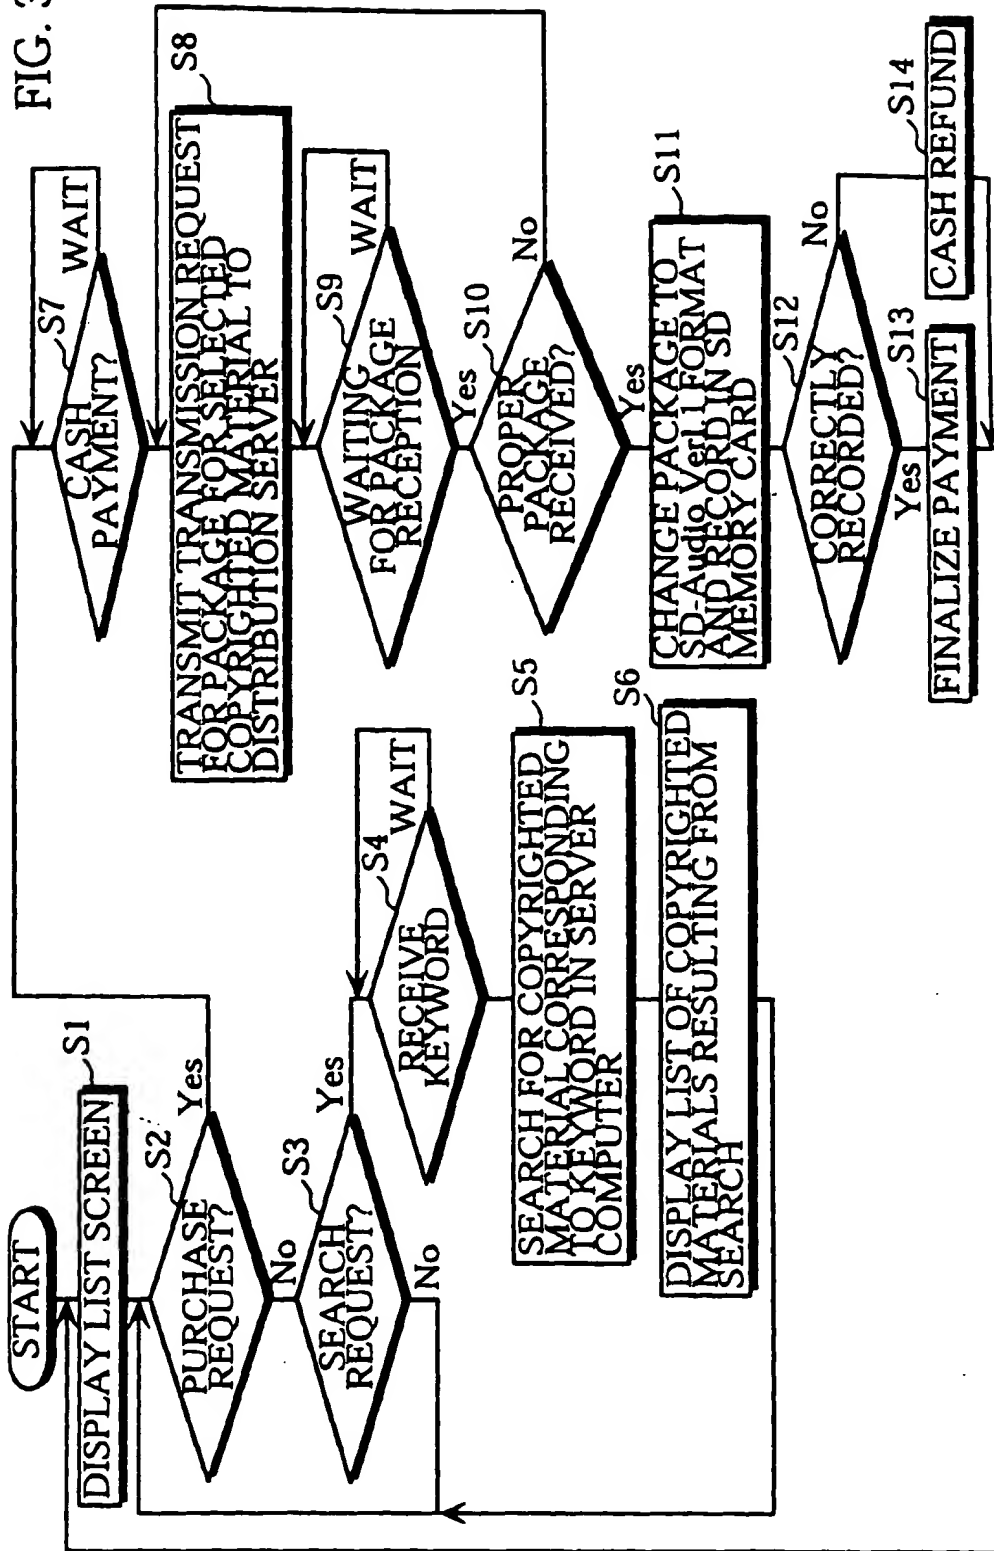 FIG. 3
START
DISPLAY LIST SCREEN
S1
PURCHASE
REQUEST?
S2
Yes
No
SEARCH
REQUEST?
S3
Yes
No
RECEIVE
KEYWORD
S4
WAIT
SEARCH FOR COPYRIGHTED
MATERIAL CORRESPONDING
TO KEYWORD IN SERVER
COMPUTER
S5
DISPLAY LIST OF COPYRIGHTED
MATERIALS RESULTING FROM
SEARCH
S6
CASH
PAYMENT?
S7
WAIT
TRANSMIT TRANSMISSION REQUEST
FOR PACKAGE FOR SELECTED
COPYRIGHTED MATERIAL TO
DISTRIBUTION SERVER
S8
WAITING
FOR PACKAGE
RECEPTION
S9
WAIT
Yes
PROPER
PACKAGE
RECEIVED?
S10
No
Yes
CHANGE PACKAGE TO
SD-Audio Ver1.1 FORMAT
AND RECORD IN SD
MEMORY CARD
S11
CORRECTLY
RECORDED?
S12
No
Yes
FINALIZE PAYMENT
S13
CASH REFUND
S14